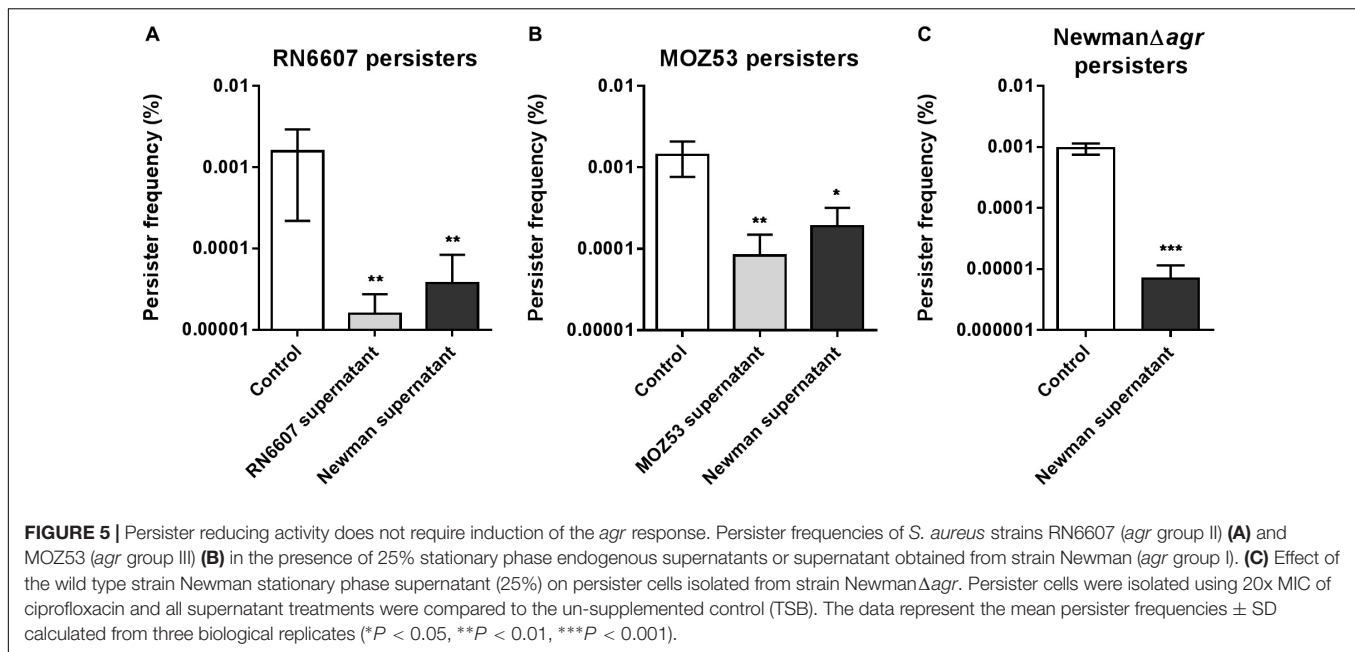 A
RN6607 persisters
Persister frequency (%)
0.01
0.001
0.0001
0.00001
**
**
Control
RN6607 supernatant
Newman supernatant
B
MOZ53 persisters
Persister frequency (%)
0.01
0.001
0.0001
0.00001
**
*
Control
MOZ53 supernatant
Newman supernatant
C
NewmanΔagr
persisters
Persister frequency (%)
0.01
0.001
0.0001
0.00001
0.000001
***
Control
Newman supernatant
FIGURE 5 | Persister reducing activity does not require induction of the agr response. Persister frequencies of S. aureus strains RN6607 (agr group II) (A) and
MOZ53 (agr group III) (B) in the presence of 25% stationary phase endogenous supernatants or supernatant obtained from strain Newman (agr group I). (C) Effect of
the wild type strain Newman stationary phase supernatant (25%) on persister cells isolated from strain NewmanΔagr. Persister cells were isolated using 20x MIC of
ciprofloxacin and all supernatant treatments were compared to the un-supplemented control (TSB). The data represent the mean persister frequencies ± SD
calculated from three biological replicates (*P < 0.05, **P < 0.01, ***P < 0.001).